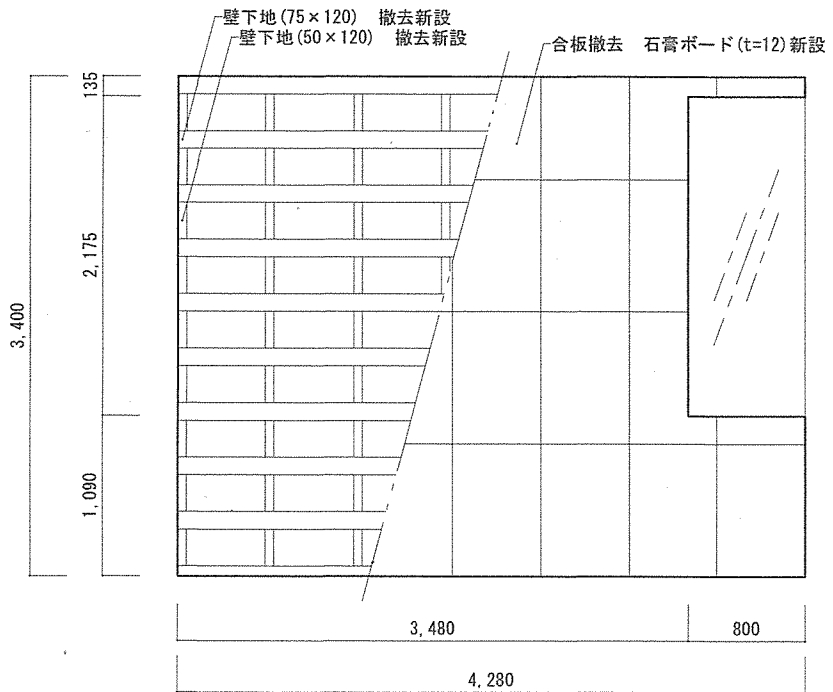 壁下地(75×120) 撤去新設
壁下地(50×120) 撤去新設
合板撤去 石膏ボード(t=12)新設
135
2,175
3,400
1,090
3,480
800
4,280